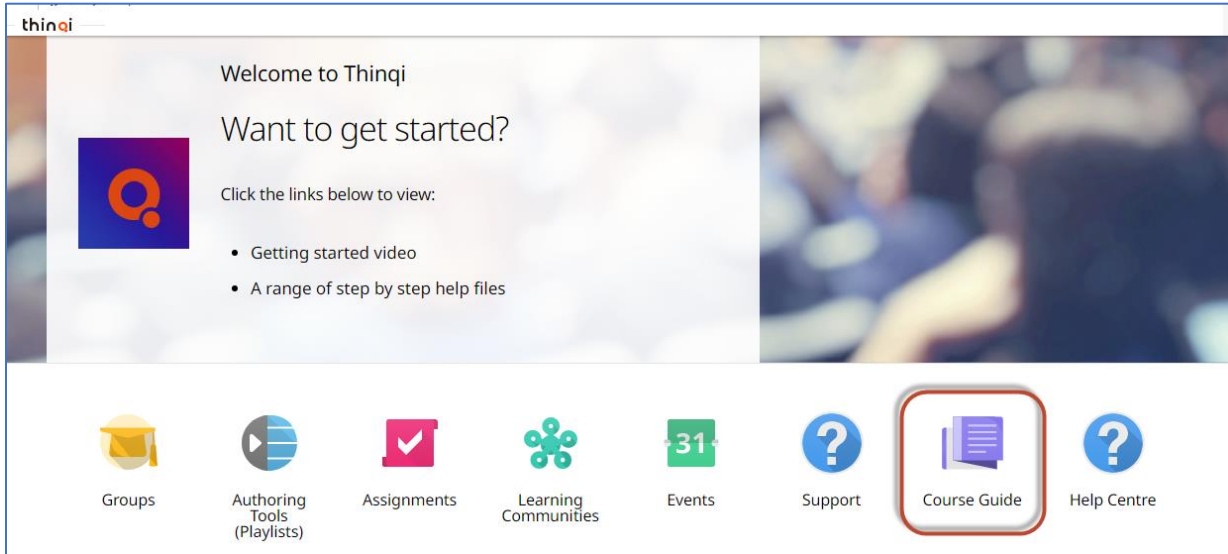 thinqi
Welcome to Thinqi
Want to get started?
Click the links below to view:
• Getting started video
• A range of step by step help files
31
Groups
Authoring
Tools
(Playlists)
Assignments
Learning
Communities
Events
Support
Course Guide
Help Centre